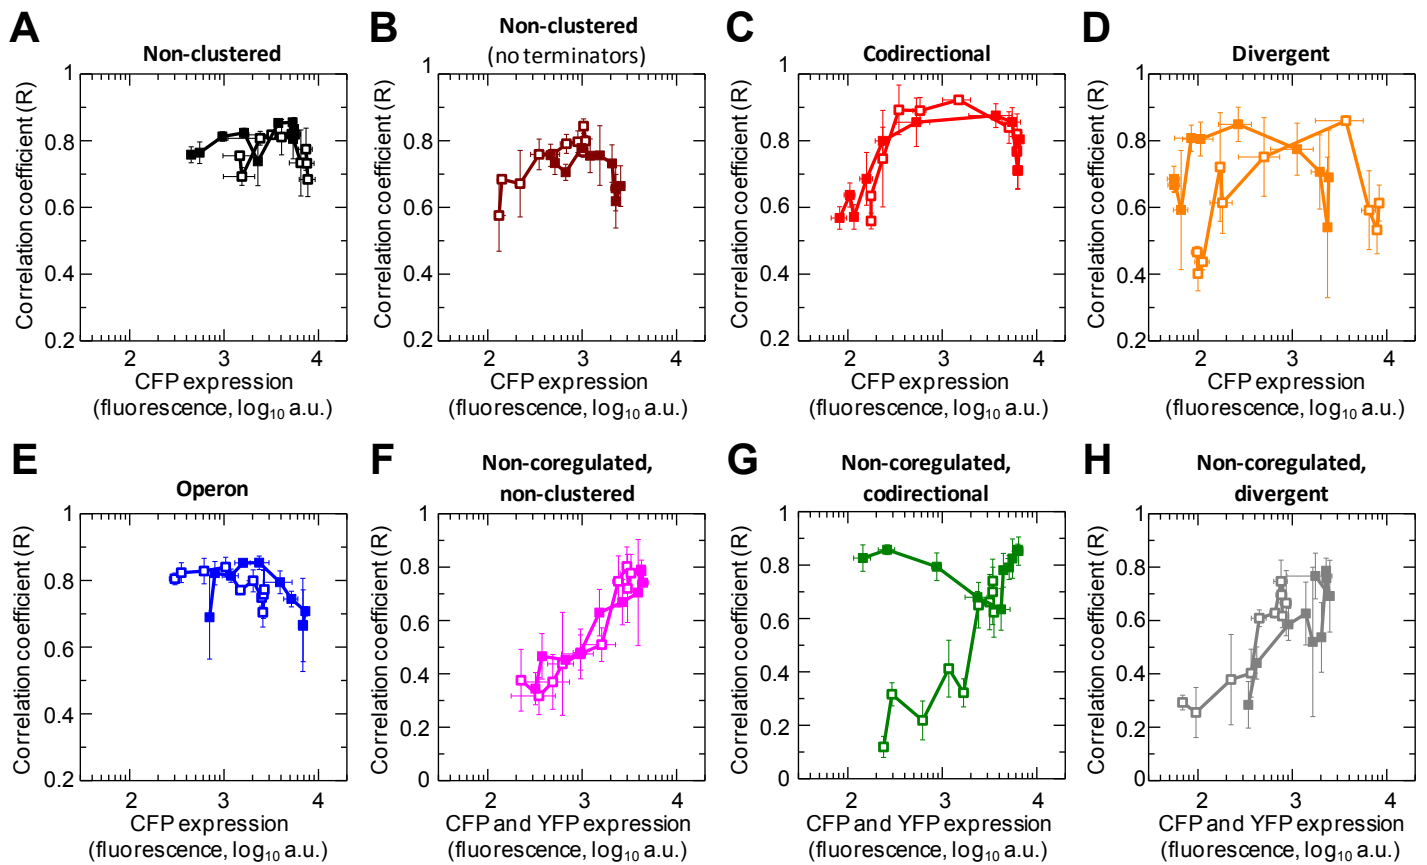 A
Non-clustered
1
0.8
0.6
0.4
0.2
2
3
4
Correlation coefficient (R)
CFP expression
(fluorescence, log10 a.u.)
B
Non-clustered
(no terminators)
1
0.8
0.6
0.4
0.2
2
3
4
Correlation coefficient (R)
CFP expression
(fluorescence, log10 a.u.)
C
Codirectional
1
0.8
0.6
0.4
0.2
2
3
4
Correlation coefficient (R)
CFP expression
(fluorescence, log10 a.u.)
D
Divergent
1
0.8
0.6
0.4
0.2
2
3
4
Correlation coefficient (R)
CFP expression
(fluorescence, log10 a.u.)
E
Operon
1
0.8
0.6
0.4
0.2
2
3
4
Correlation coefficient (R)
CFP expression
(fluorescence, log10 a.u.)
F
Non-coregulated,
non-clustered
1
0.8
0.6
0.4
0.2
0
2
3
4
Correlation coefficient (R)
CFP and YFP expression
(fluorescence, log10 a.u.)
G
Non-coregulated,
codirectional
1
0.8
0.6
0.4
0.2
0
2
3
4
Correlation coefficient (R)
CFP and YFP expression
(fluorescence, log10 a.u.)
H
Non-coregulated,
divergent
1
0.8
0.6
0.4
0.2
0
2
3
4
Correlation coefficient (R)
CFP and YFP expression
(fluorescence, log10 a.u.)